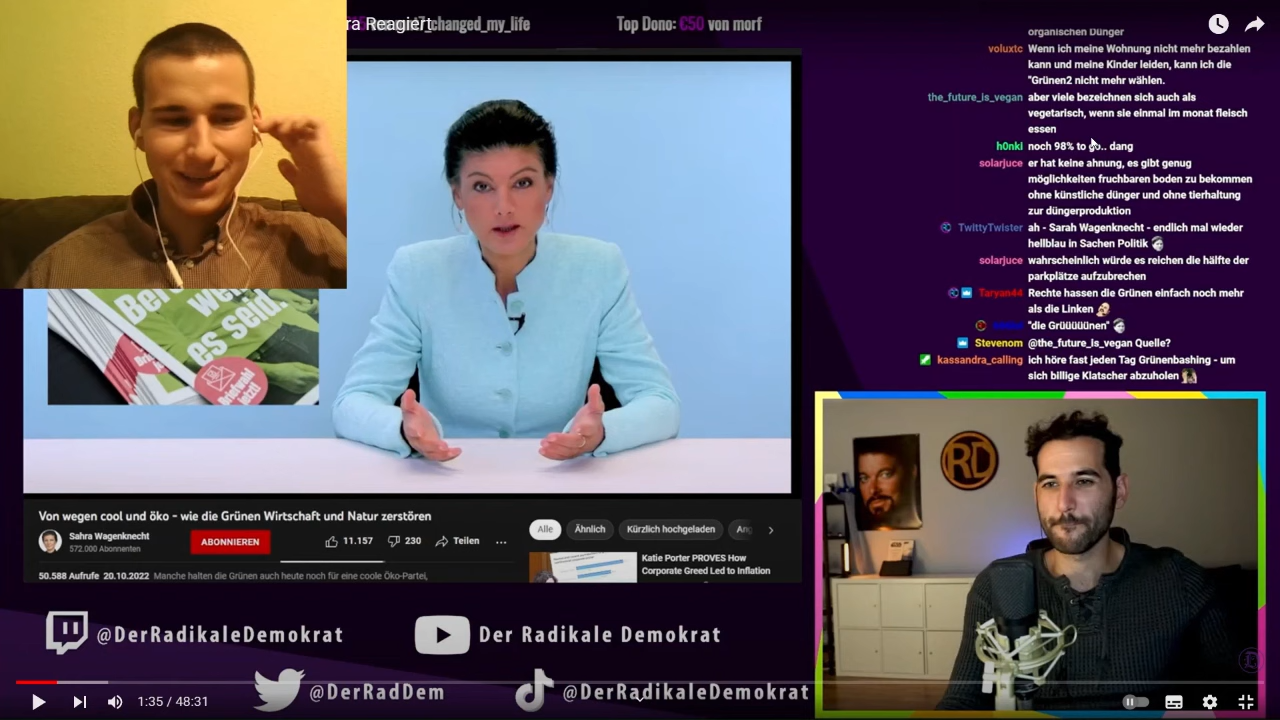 ra Reagiert
_changed_my_life
Top Dono: €50 von morf
organischen Dünger
voluxtc Wenn ich meine Wohnung nicht mehr bezahlen
kann und meine Kinder leiden, kann ich die
"Grünen2 nicht mehr wählen.
the_future_is_vegan aber viele bezeichnen sich auch als
vegetarisch, wenn sie einmal im monat fleisch
essen
h0nki noch 98% to go.. dang
solarjuce er hat keine ahnung, es gibt genug
möglichkeiten fruchbaren boden zu bekommen
ohne künstliche dünger und ohne tierhaltung
zur düngerproduktion
TwittyTwister ah - Sarah Wagenknecht - endlich mal wieder
hellblau in Sachen Politik
solarjuce wahrscheinlich würde es reichen die hälfte der
parkplätze aufzubrechen
Taryan44 Rechte hassen die Grünen einfach noch mehr
als die Linken
"die Grüüüüünen"
Stevenom @the_future_is_vegan Quelle?
kassandra_calling ich höre fast jeden Tag Grünenbashing - um
sich billige Klatscher abzuholen
es seid.
Briefwahl
jetzt!
RD
Von wegen cool und öko - wie die Grünen Wirtschaft und Natur zerstören
Sahra Wagenknecht
572.000 Abonnenten
ABONNIEREN
11.157
230
Teilen
...
50.588 Aufrufe 20.10.2022 Manche halten die Grünen auch heute noch für eine coole Öko-Partei,
Alle
Ähnlich
Kürzlich hochgeladen
Katie Porter PROVES How
Corporate Greed Led to Inflation
@DerRadikaleDemokrat
Der Radikale Demokrat
@DerRadDem
@DerRadikaleDemokrat
1:35 / 48:31